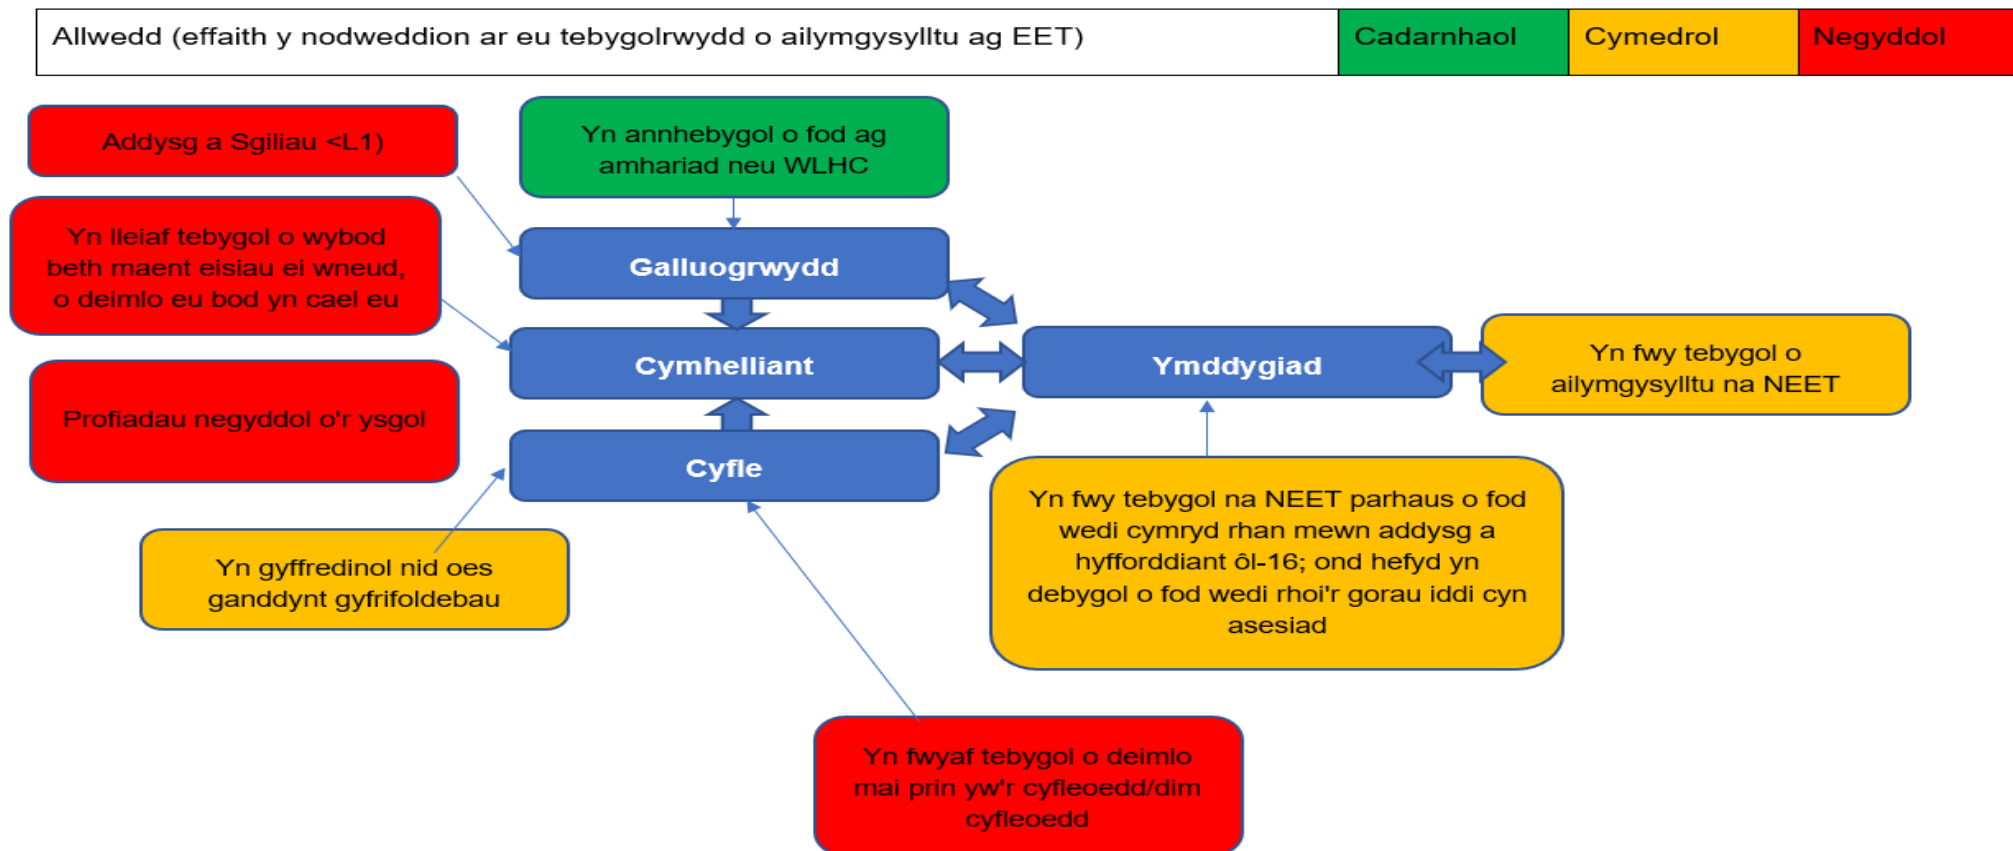 Allwedd (effaith y nodweddion ar eu tebygolrwydd o ailymgysylltu ag EET)
Cadarnhaol
Cymedrol
Negyddol
Addysg a Sgiliau <L1)
Yn annhebygol o fod ag
amhariad neu WLHC
Yn lleiaf tebygol o wybod
beth maent eisiau ei wneud,
o deimlo eu bod yn cael eu
Galluogrwydd
Cymhelliant
Ymddygiad
Yn fwy tebygol o
ailymgysylltu na NEET
Profiadau negyddol o'r ysgol
Cyfle
Yn gyffredinol nid oes
ganddynt gyfrifoldebau
Yn fwy tebygol na NEET parhaus o fod
wedi cymryd rhan mewn addysg a
hyfforddiant ôl-16; ond hefyd yn
debygol o fod wedi rhoi'r gorau iddi cyn
asesiad
Yn fwyaf tebygol o deimlo
mai prin yw'r cyfleoedd/dim
cyfleoedd